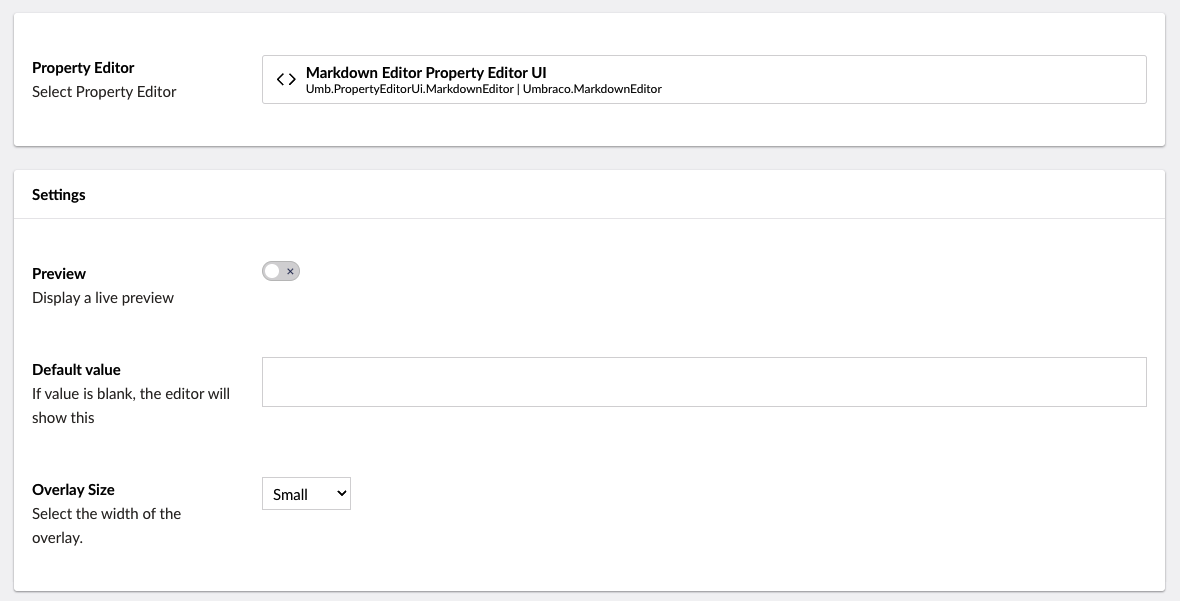 Property Editor
Select Property Editor
Markdown Editor Property Editor UI
Umb.PropertyEditorUi.MarkdownEditor | Umbraco.MarkdownEditor
Settings
Preview
Display a live preview
Default value
If value is blank, the editor will
show this
Overlay Size
Select the width of the
overlay.
Small